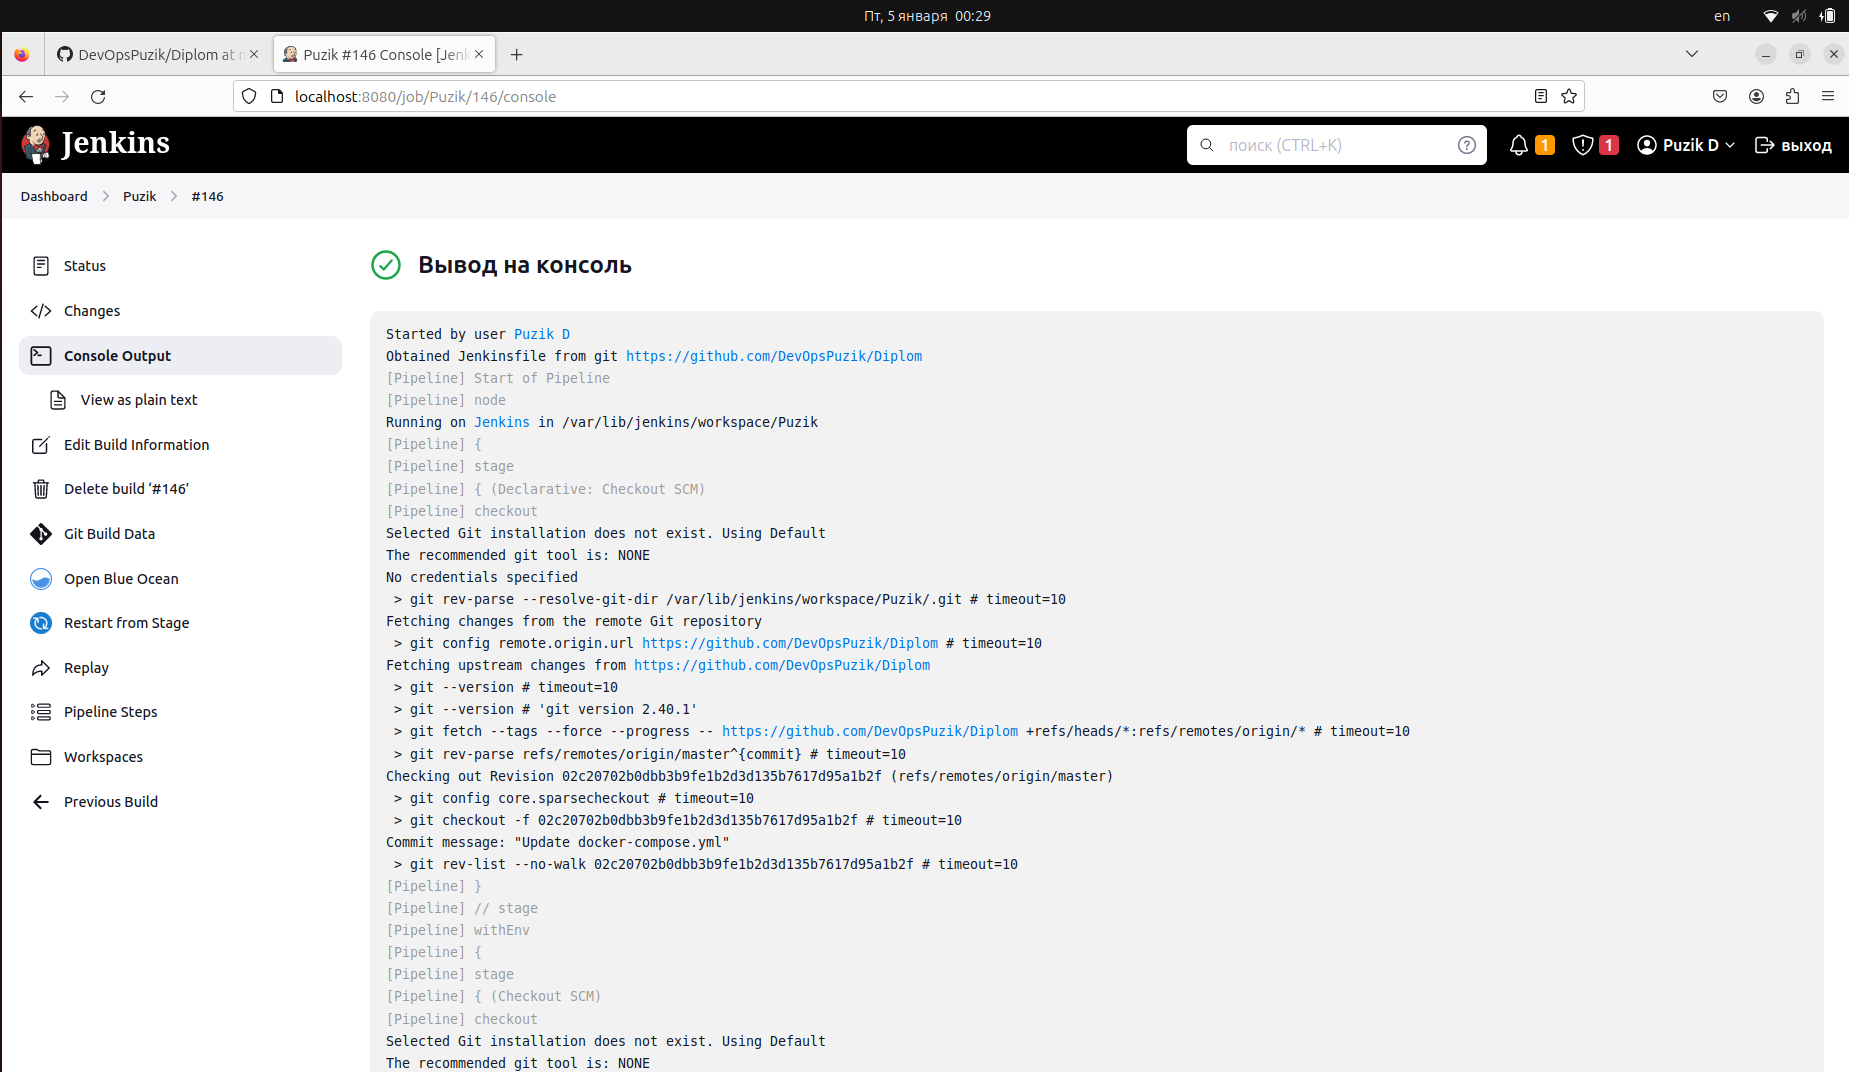 Пт, 5 января 00:29
en
DevOpsPuzik/Diplom at
Puzik #146 Console [Jenk
localhost:8080/job/Puzik/146/console
Jenkins
поиск (CTRL+K)
1
1
Puzik D
выход
Dashboard
Puzik
#146
Status
Changes
Console Output
View as plain text
Edit Build Information
Delete build ‘#146’
Git Build Data
Open Blue Ocean
Restart from Stage
Replay
Pipeline Steps
Workspaces
Previous Build
Вывод на консоль
Started by user Puzik D
Obtained Jenkinsfile from git https://github.com/DevOpsPuzik/Diplom
[Pipeline] Start of Pipeline
[Pipeline] node
Running on Jenkins in /var/lib/jenkins/workspace/Puzik
[Pipeline] {
[Pipeline] stage
[Pipeline] { (Declarative: Checkout SCM)
[Pipeline] checkout
Selected Git installation does not exist. Using Default
The recommended git tool is: NONE
No credentials specified
> git rev-parse --resolve-git-dir /var/lib/jenkins/workspace/Puzik/.git # timeout=10
Fetching changes from the remote Git repository
> git config remote.origin.url https://github.com/DevOpsPuzik/Diplom # timeout=10
Fetching upstream changes from https://github.com/DevOpsPuzik/Diplom
> git --version # timeout=10
> git --version # 'git version 2.40.1'
> git fetch --tags --force --progress -- https://github.com/DevOpsPuzik/Diplom +refs/heads/*:refs/remotes/origin/* # timeout=10
> git rev-parse refs/remotes/origin/master^{commit} # timeout=10
Checking out Revision 02c20702b0dbb3b9fe1b2d3d135b7617d95a1b2f (refs/remotes/origin/master)
> git config core.sparsecheckout # timeout=10
> git checkout -f 02c20702b0dbb3b9fe1b2d3d135b7617d95a1b2f # timeout=10
Commit message: "Update docker-compose.yml"
> git rev-list --no-walk 02c20702b0dbb3b9fe1b2d3d135b7617d95a1b2f # timeout=10
[Pipeline] }
[Pipeline] // stage
[Pipeline] withEnv
[Pipeline] {
[Pipeline] stage
[Pipeline] { (Checkout SCM)
[Pipeline] checkout
Selected Git installation does not exist. Using Default
The recommended git tool is: NONE